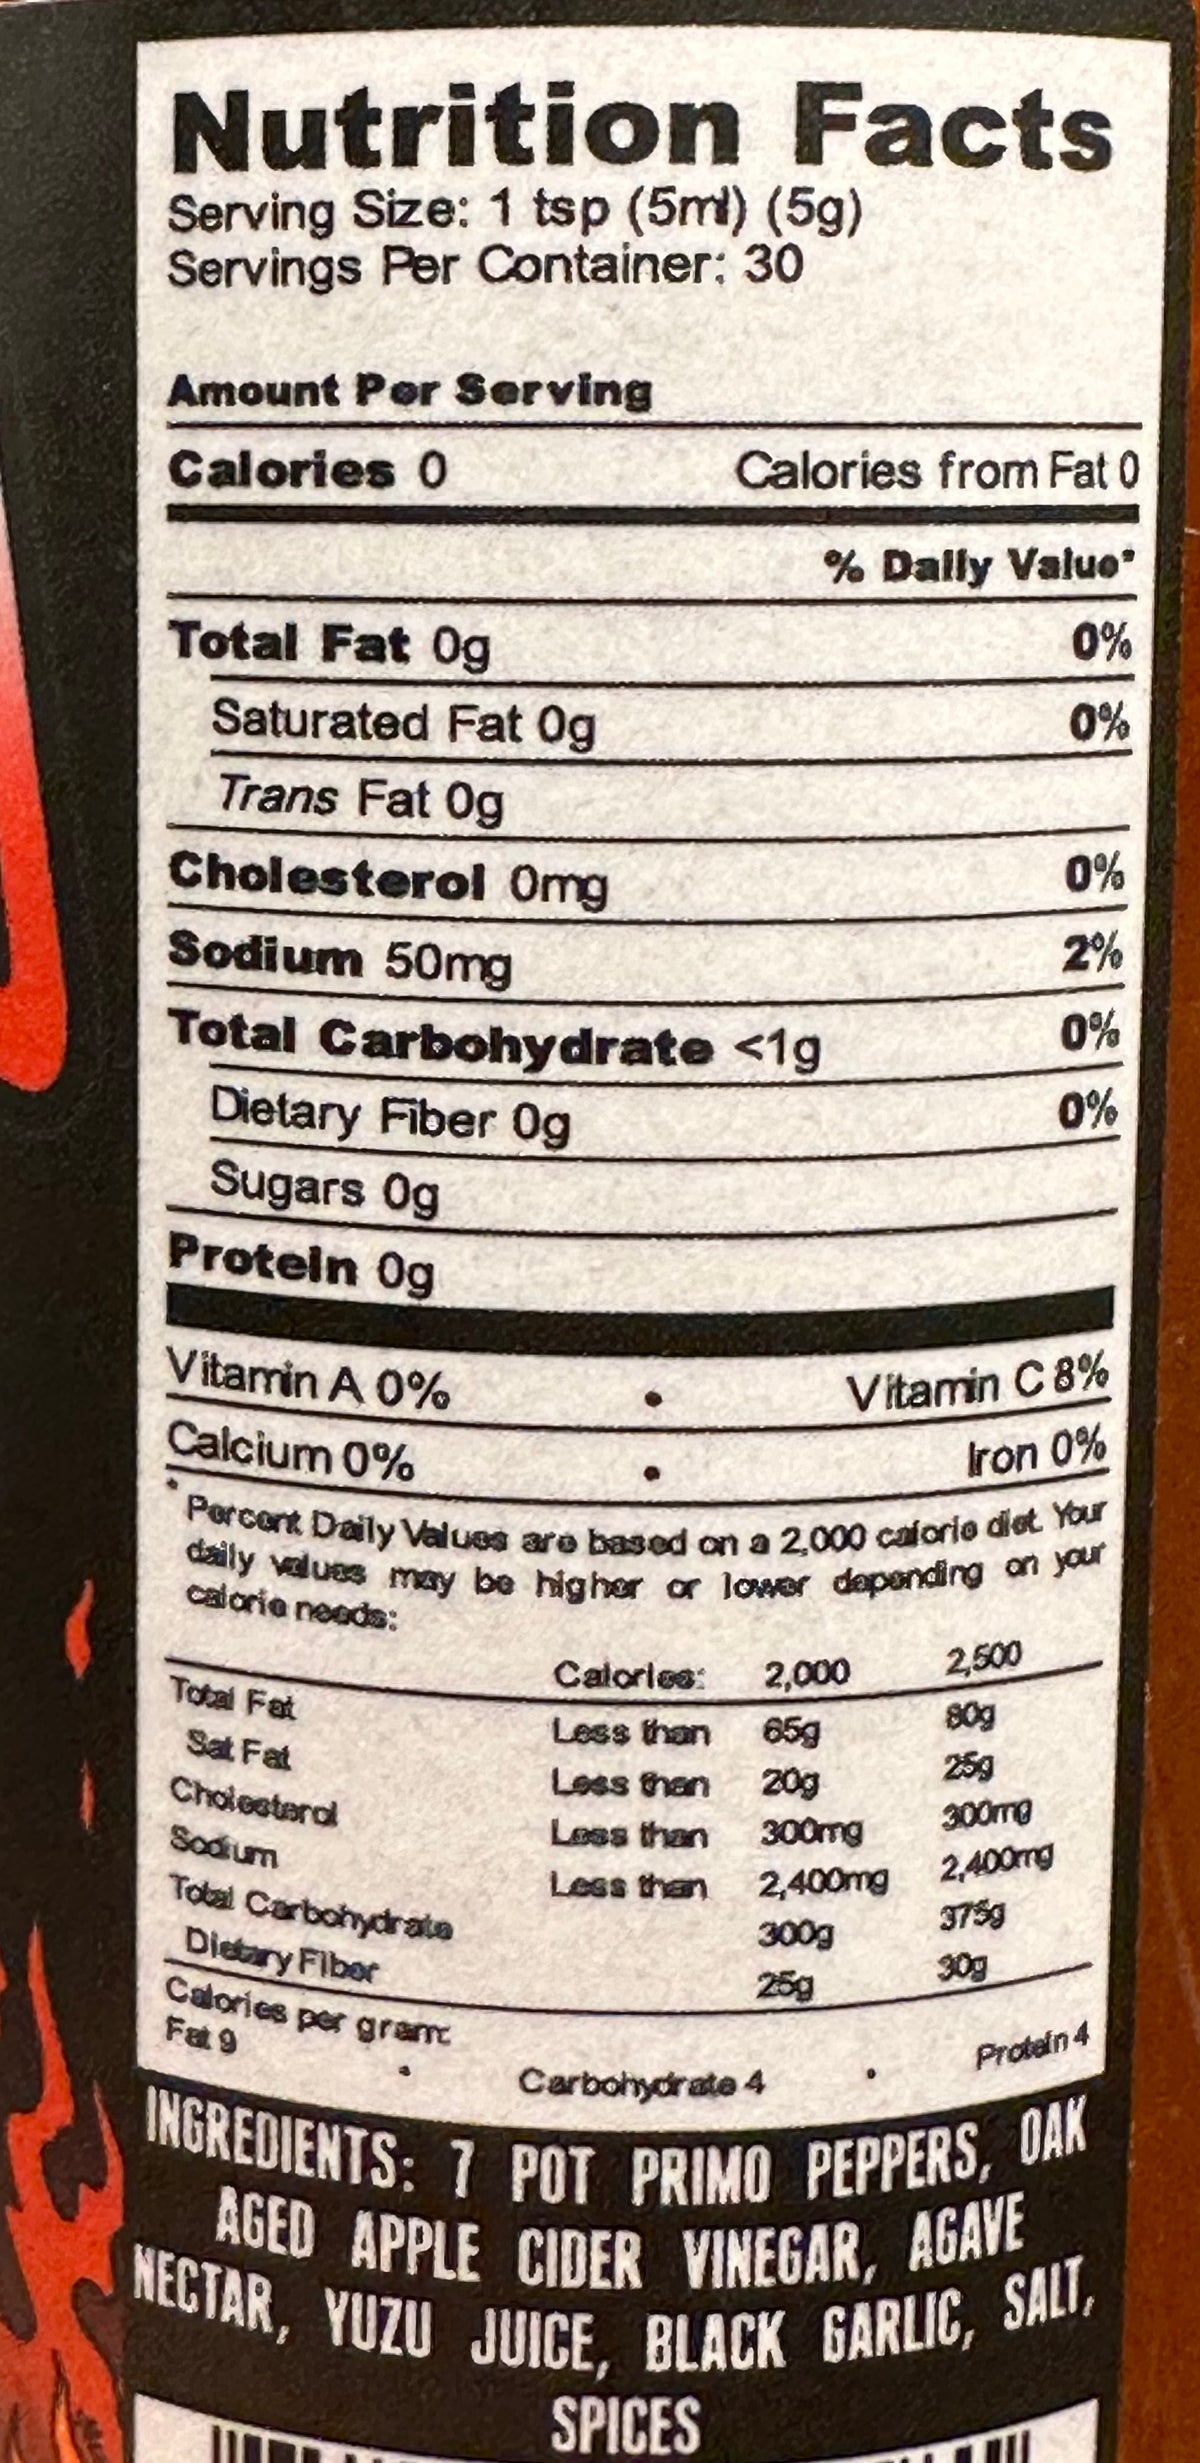 Nutrition Facts
Serving Size: 1 tsp (5ml) (5g)
Servings Per Container: 30
Amount Per Serving
Calories 0 Calories from Fat 0
% Daily Value*
Total Fat 0g 0%
Saturated Fat 0g 0%
Trans Fat 0g
Cholesterol 0mg 0%
Sodium 50mg 2%
Total Carbohydrate <1g 0%
Dietary Fiber 0g 0%
Sugars 0g
Protein 0g
Vitamin A 0% • Vitamin C 8%
Calcium 0% • Iron 0%
* Percent Daily Values are based on a 2,000 calorie diet. Your
daily values may be higher or lower depending on your
calorie needs:
Calories: 2,000 2,500
Total Fat Less than 65g 80g
Sat Fat Less than 20g 25g
Cholesterol Less than 300mg 300mg
Sodium Less than 2,400mg 2,400mg
Total Carbohydrate 300g 375g
Dietary Fiber 25g 30g
Calories per gram:
Fat 9 • Carbohydrate 4 • Protein 4
INGREDIENTS: 7 POT PRIMO PEPPERS, OAK
AGED APPLE CIDER VINEGAR, AGAVE
NECTAR, YUZU JUICE, BLACK GARLIC, SALT,
SPICES